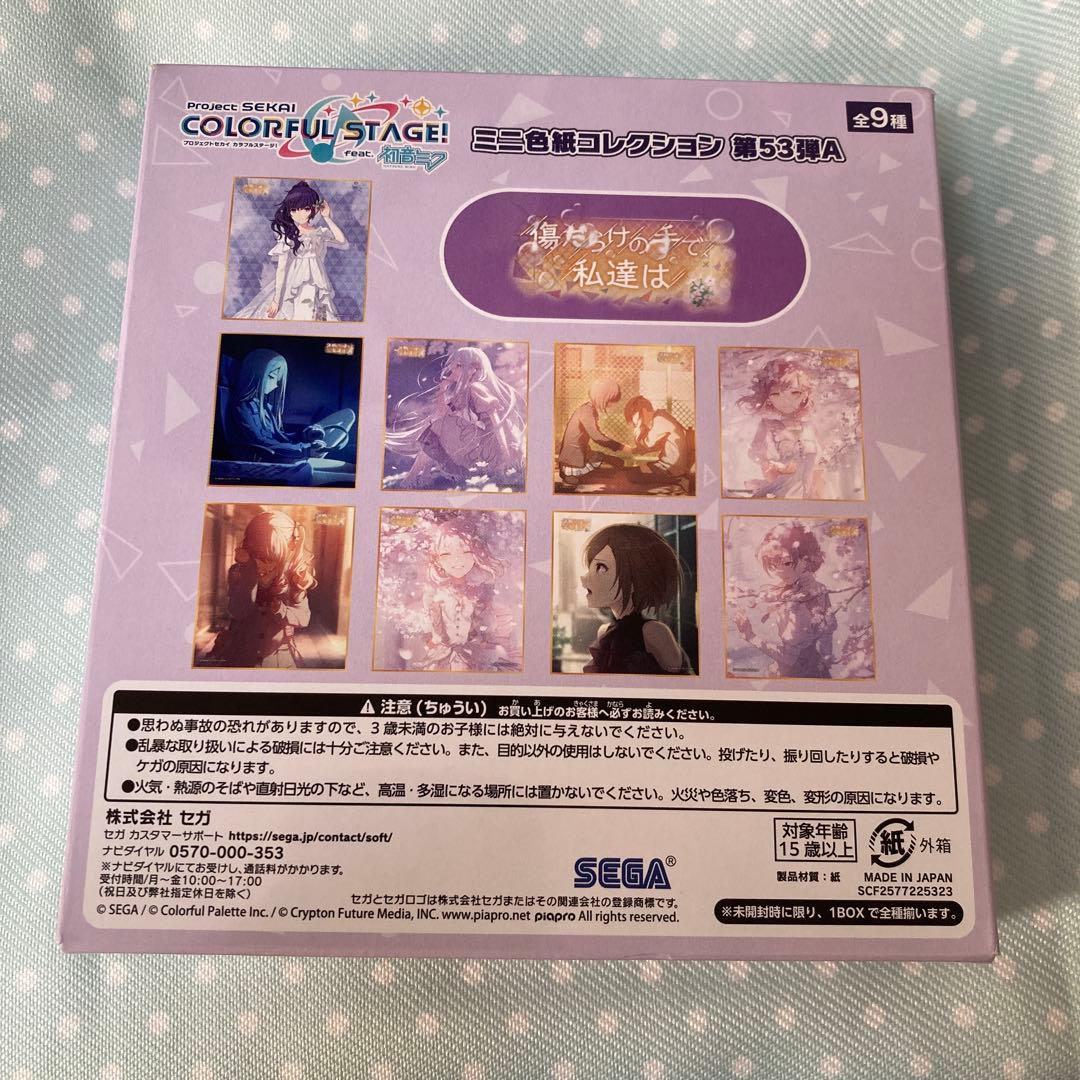 Project SEKAI
COLORFUL STAGE!
プロジェクトセカイ カラフルステージ!
feat. 初音ミク
HATSUNE MIKU
ミニ色紙コレクション 第53弾A
全9種
傷だらけの手で、
私達は
⚠ 注意(ちゅうい) お買い上げのお客様へ必ずお読みください。
●思わぬ事故の恐れがありますので、3歳未満のお子様には絶対に与えないでください。
●乱暴な取り扱いによる破損には十分ご注意ください。また、目的以外の使用はしないでください。投げたり、振り回したりすると破損や
ケガの原因になります。
●火気・熱源のそばや直射日光の下など、高温・多湿になる場所には置かないでください。火災や色落ち、変色、変形の原因になります。
株式会社 セガ
セガ カスタマーサポート https://sega.jp/contact/soft/
ナビダイヤル 0570-000-353
※ナビダイヤルにてお受けし、通話料がかかります。
受付時間/月～金10:00～17:00
(祝日及び弊社指定休日を除く)
SEGA®
対象年齢
15歳以上
紙 外箱
製品材質:紙
MADE IN JAPAN
SCF2577225323
セガとセガロゴは株式会社セガまたはその関連会社の登録商標です。
© SEGA / © Colorful Palette Inc. / © Crypton Future Media, INC. www.piapro.net piapro All rights reserved.
※未開封時に限り、1BOXで全種揃います。